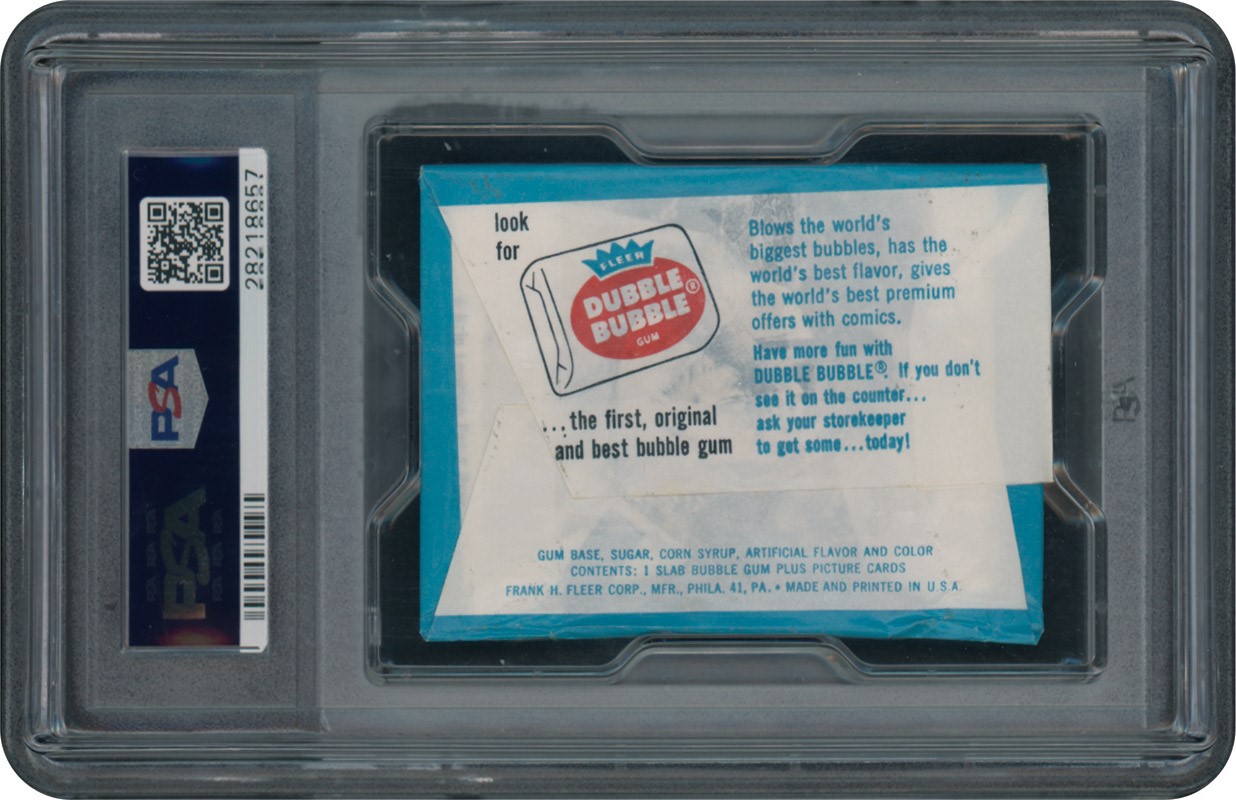 28218657
PSA
PSA
look
for
FLEER
DUBBLE
BUBBLE®
GUM
...the first, original
and best bubble gum
Blows the world's
biggest bubbles, has the
world's best flavor, gives
the world's best premium
offers with comics.
Have more fun with
DUBBLE BUBBLE®. If you don't
see it on the counter...
ask your storekeeper
to get some...today!
GUM BASE, SUGAR, CORN SYRUP, ARTIFICIAL FLAVOR AND COLOR
CONTENTS: 1 SLAB BUBBLE GUM PLUS PICTURE CARDS
FRANK H. FLEER CORP., MFR., PHILA. 41, PA. • MADE AND PRINTED IN U.S.A.
PSA